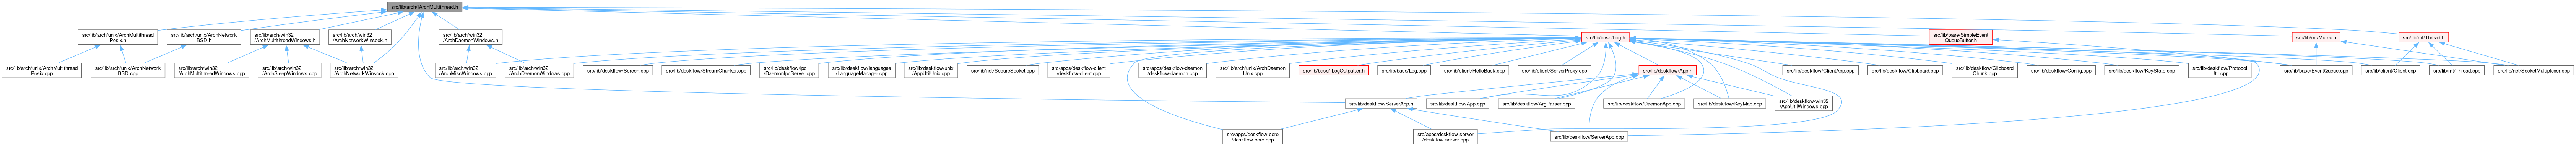 src/lib/arch/IArchMultithread.h
src/lib/arch/unix/ArchMultithread
Posix.h
src/lib/arch/unix/ArchNetwork
BSD.h
src/lib/arch/win32
/ArchMultithreadWindows.h
src/lib/arch/win32
/ArchNetworkWinsock.h
src/lib/arch/win32
/ArchDaemonWindows.h
src/lib/base/Log.h
src/lib/base/SimpleEvent
QueueBuffer.h
src/lib/mt/Mutex.h
src/lib/mt/Thread.h
src/lib/arch/unix/ArchMultithread
Posix.cpp
src/lib/arch/unix/ArchNetwork
BSD.cpp
src/lib/arch/win32
/ArchMultithreadWindows.cpp
src/lib/arch/win32
/ArchSleepWindows.cpp
src/lib/arch/win32
/ArchNetworkWinsock.cpp
src/lib/arch/win32
/ArchMiscWindows.cpp
src/lib/arch/win32
/ArchDaemonWindows.cpp
src/lib/deskflow/Screen.cpp
src/lib/deskflow/StreamChunker.cpp
src/lib/deskflow/ipc
/DaemonIpcServer.cpp
src/lib/deskflow/languages
/LanguageManager.cpp
src/lib/deskflow/unix
/AppUtilUnix.cpp
src/lib/net/SecureSocket.cpp
src/apps/deskflow-client
/deskflow-client.cpp
src/apps/deskflow-daemon
/deskflow-daemon.cpp
src/lib/arch/unix/ArchDaemon
Unix.cpp
src/lib/base/ILogOutputter.h
src/lib/base/Log.cpp
src/lib/client/HelloBack.cpp
src/lib/client/ServerProxy.cpp
src/lib/deskflow/App.h
src/lib/deskflow/ClientApp.cpp
src/lib/deskflow/Clipboard.cpp
src/lib/deskflow/Clipboard
Chunk.cpp
src/lib/deskflow/Config.cpp
src/lib/deskflow/KeyState.cpp
src/lib/deskflow/Protocol
Util.cpp
src/lib/base/EventQueue.cpp
src/lib/client/Client.cpp
src/lib/mt/Thread.cpp
src/lib/net/SocketMultiplexer.cpp
src/lib/deskflow/ServerApp.h
src/lib/deskflow/App.cpp
src/lib/deskflow/ArgParser.cpp
src/lib/deskflow/DaemonApp.cpp
src/lib/deskflow/KeyMap.cpp
src/lib/deskflow/win32
/AppUtilWindows.cpp
src/apps/deskflow-core
/deskflow-core.cpp
src/apps/deskflow-server
/deskflow-server.cpp
src/lib/deskflow/ServerApp.cpp